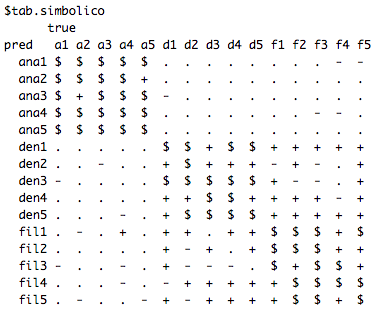 $tab.simbolico
true
pred a1 a2 a3 a4 a5 d1 d2 d3 d4 d5 f1 f2 f3 f4 f5
ana1 $ $ $ $ $ . . . . . . . . - -
ana2 $ $ $ $ + . . . . . . . . . .
ana3 $ + $ $ $ - . . . . . . . . .
ana4 $ $ $ $ $ . . . . . . . - - .
ana5 $ $ $ $ $ . . . . . . . . . .
den1 . . . . . $ $ + $ $ + + + + +
den2 . . - . . + $ + + + - + - . +
den3 - . . . . $ $ $ $ $ + - - . +
den4 . . . . . + + $ $ + + + + - +
den5 . . . - . + $ $ $ $ + + + + +
fil1 . - . + . + + . + + $ $ $ + $
fil2 . . . . . + - + . + $ $ $ + +
fil3 - . . - . + - - - . $ + $ $ +
fil4 . . . - . - + + + + + $ $ $ $
fil5 . - . . - + - + + + + $ $ + $